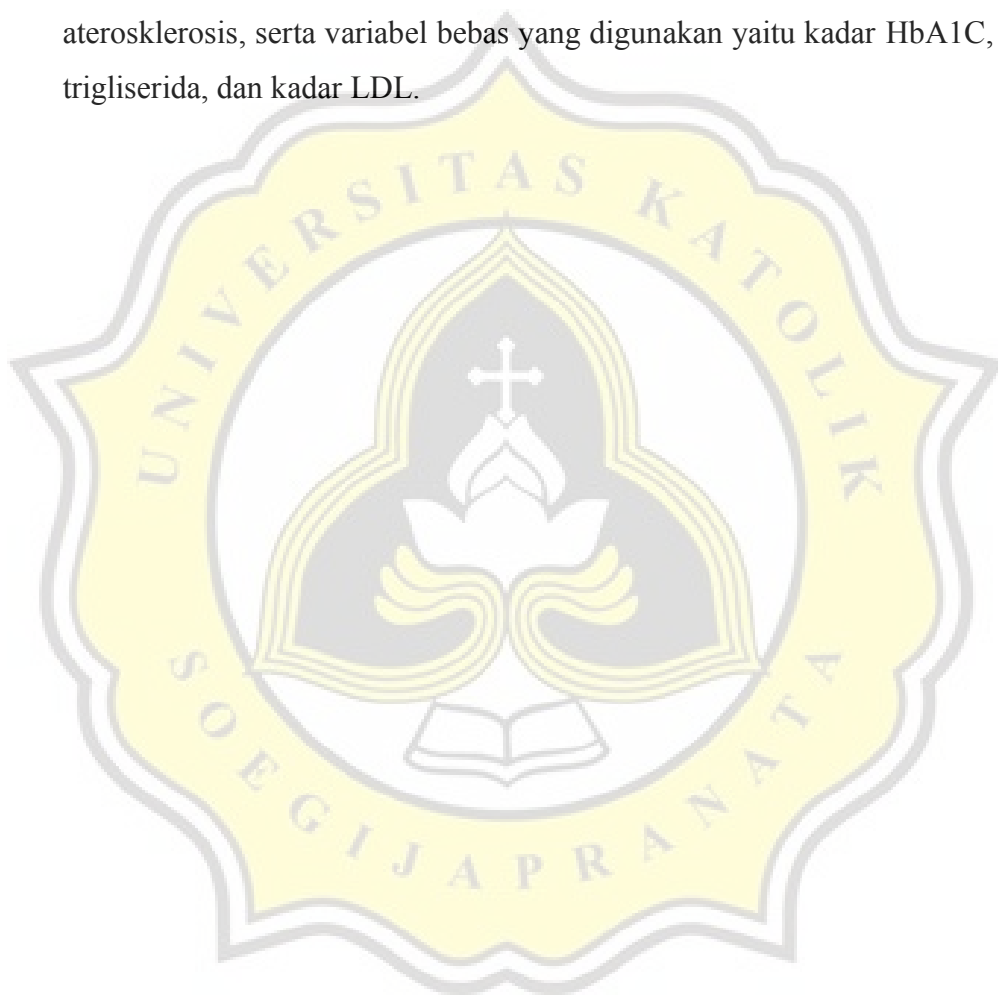 aterosklerosis, serta variabel bebas yang digunakan yaitu kadar HbA1C,
trigliserida, dan kadar LDL.
UNIVERSITAS KATOLIK
SOEGIJAPRANATA